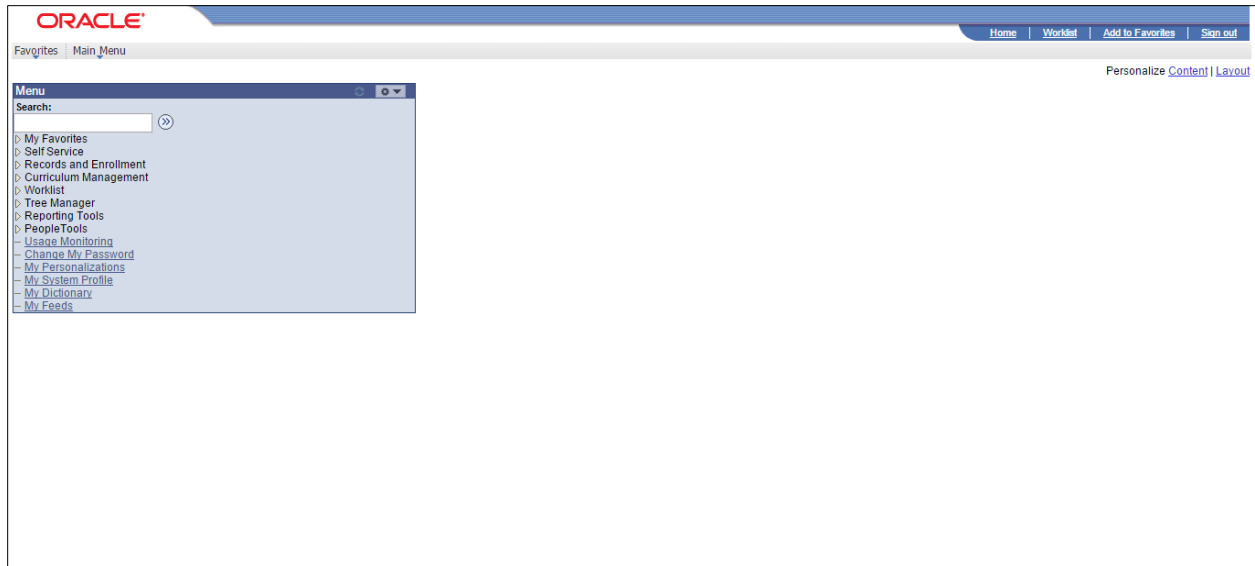 ORACLE®
Home | Worklist | Add to Favorites | Sign out
Favorites Main Menu
Personalize Content | Layout
Menu
Search:
My Favorites
Self Service
Records and Enrollment
Curriculum Management
Worklist
Tree Manager
Reporting Tools
PeopleTools
– Usage Monitoring
– Change My Password
– My Personalizations
– My System Profile
– My Dictionary
– My Feeds